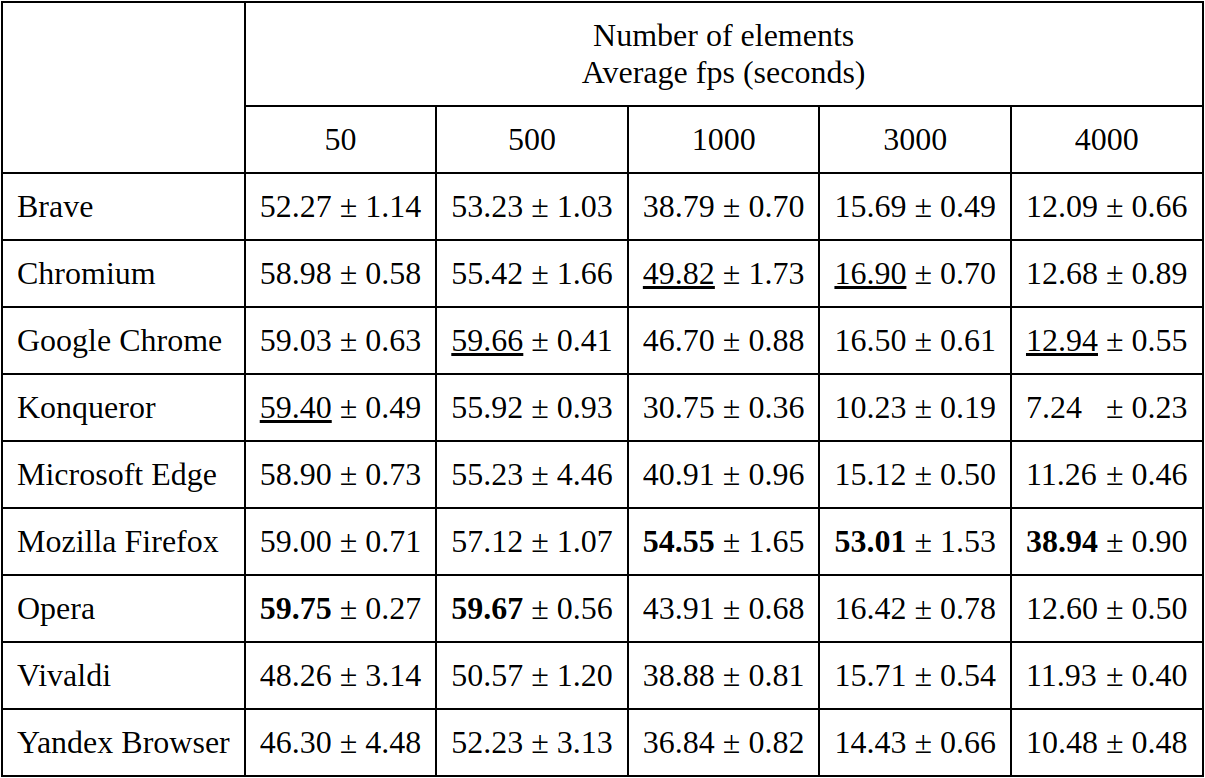 Number of elements
Average fps (seconds)
50 500 1000 3000 4000
Brave 52.27 ± 1.14 53.23 ± 1.03 38.79 ± 0.70 15.69 ± 0.49 12.09 ± 0.66
Chromium 58.98 ± 0.58 55.42 ± 1.66 49.82 ± 1.73 16.90 ± 0.70 12.68 ± 0.89
Google Chrome 59.03 ± 0.63 59.66 ± 0.41 46.70 ± 0.88 16.50 ± 0.61 12.94 ± 0.55
Konqueror 59.40 ± 0.49 55.92 ± 0.93 30.75 ± 0.36 10.23 ± 0.19 7.24 ± 0.23
Microsoft Edge 58.90 ± 0.73 55.23 ± 4.46 40.91 ± 0.96 15.12 ± 0.50 11.26 ± 0.46
Mozilla Firefox 59.00 ± 0.71 57.12 ± 1.07 54.55 ± 1.65 53.01 ± 1.53 38.94 ± 0.90
Opera 59.75 ± 0.27 59.67 ± 0.56 43.91 ± 0.68 16.42 ± 0.78 12.60 ± 0.50
Vivaldi 48.26 ± 3.14 50.57 ± 1.20 38.88 ± 0.81 15.71 ± 0.54 11.93 ± 0.40
Yandex Browser 46.30 ± 4.48 52.23 ± 3.13 36.84 ± 0.82 14.43 ± 0.66 10.48 ± 0.48